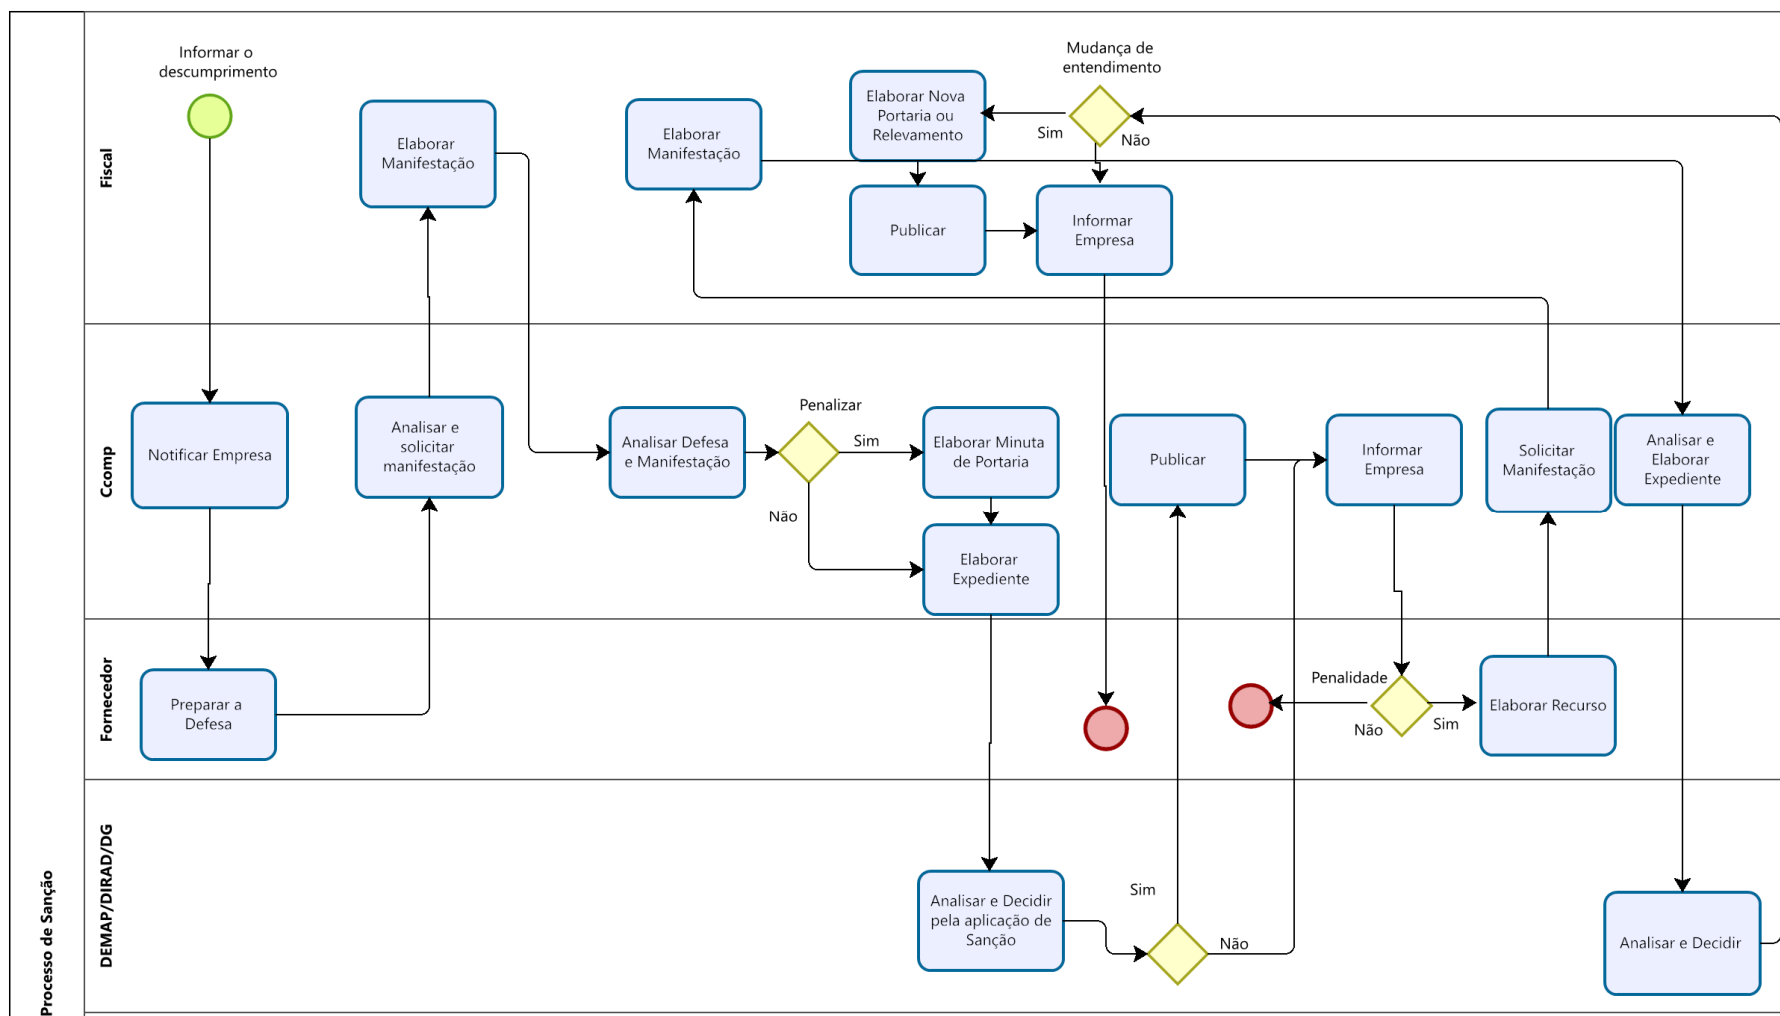 Processo de Sanção
Fiscal
Informar o
descumprimento
Elaborar
Manifestação
Elaborar
Manifestação
Elaborar Nova
Portaria ou
Relevamento
Mudança de
entendimento
Sim
Não
Publicar
Informar
Empresa
Ccomp
Notificar Empresa
Analisar e
solicitar
manifestação
Analisar Defesa
e Manifestação
Penalizar
Sim
Não
Elaborar Minuta
de Portaria
Elaborar
Expediente
Publicar
Informar
Empresa
Solicitar
Manifestação
Analisar e
Elaborar
Expediente
Fornecedor
Preparar a
Defesa
Penalidade
Não
Sim
Elaborar Recurso
DEMAP/DIRAD/DG
Analisar e Decidir
pela aplicação de
Sanção
Sim
Não
Analisar e Decidir